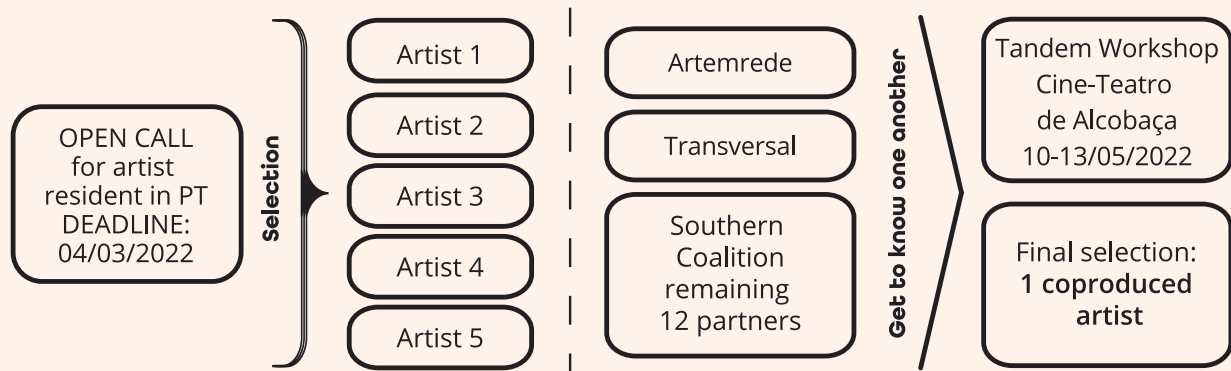 OPEN CALL
for artist
resident in PT
DEADLINE:
04/03/2022
Selection
Artist 1
Artist 2
Artist 3
Artist 4
Artist 5
Artemrede
Transversal
Southern
Coalition
remaining
12 partners
Get to know one another
Tandem Workshop
Cine-Teatro
de Alcobaça
10-13/05/2022
Final selection:
1 coproduced
artist